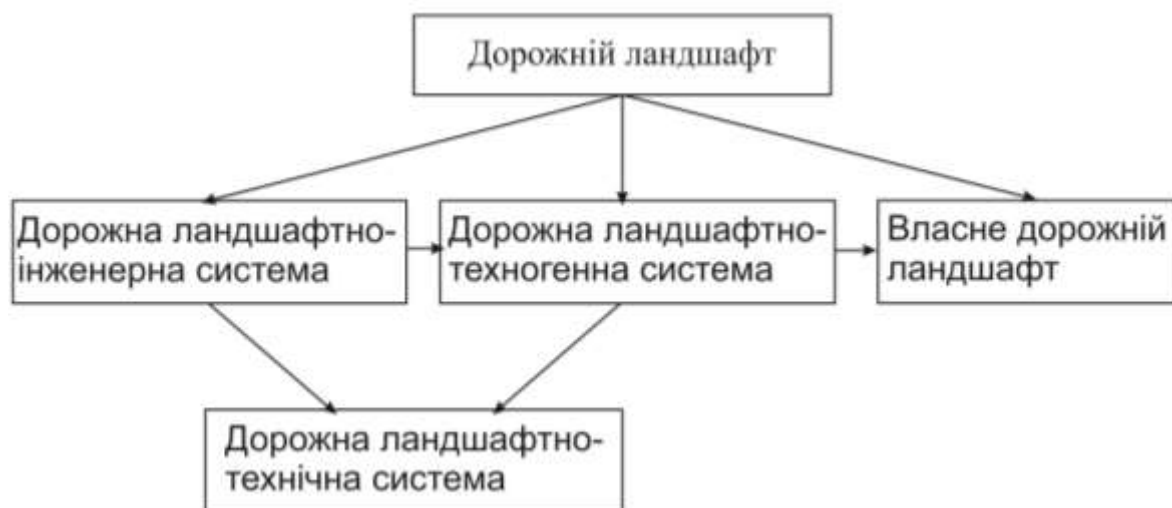 Дорожній ландшафт
Дорожна ландшафтно-
інженерна система
Дорожна ландшафтно-
техногенна система
Власне дорожній
ландшафт
Дорожна ландшафтно-
технічна система